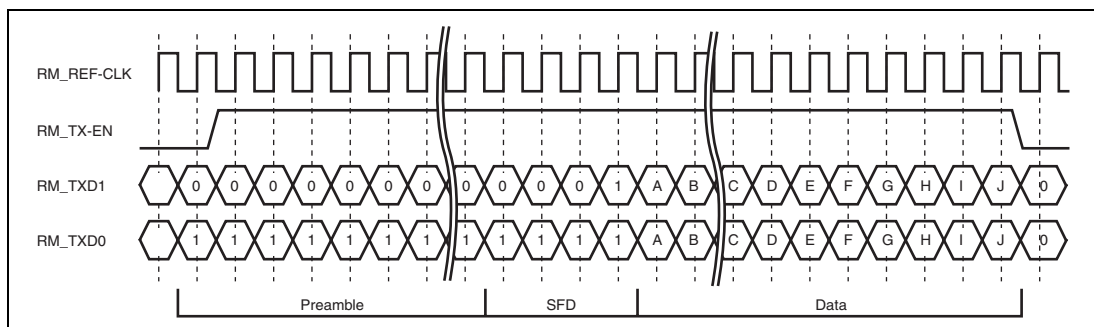 RM_REF-CLK
RM_TX-EN
RM_TXD1 0 0 0 0 0 0 0 0 0 0 0 1 A B C D E F G H I J 0
RM_TXD0 1 1 1 1 1 1 1 1 1 1 1 1 A B C D E F G H I J 0
Preamble SFD Data